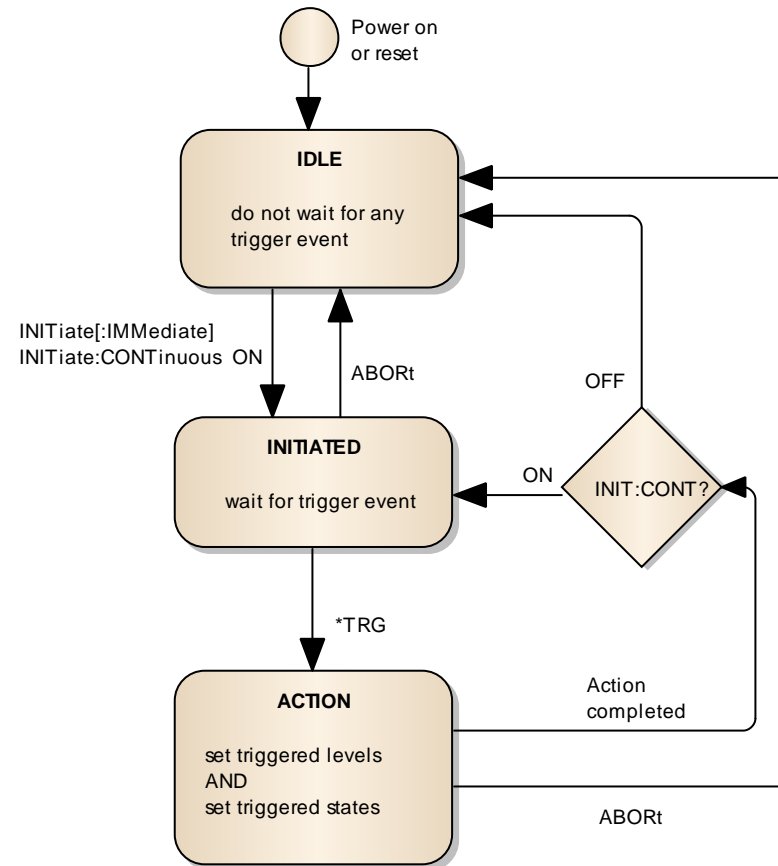 Power on
or reset
IDLE
do not wait for any
trigger event
INITiate[:IMMediate]
INITiate:CONTinuous ON
ABORt
OFF
INITIATED
wait for trigger event
ON
INIT:CONT?
*TRG
ACTION
set triggered levels
AND
set triggered states
Action
completed
ABORt